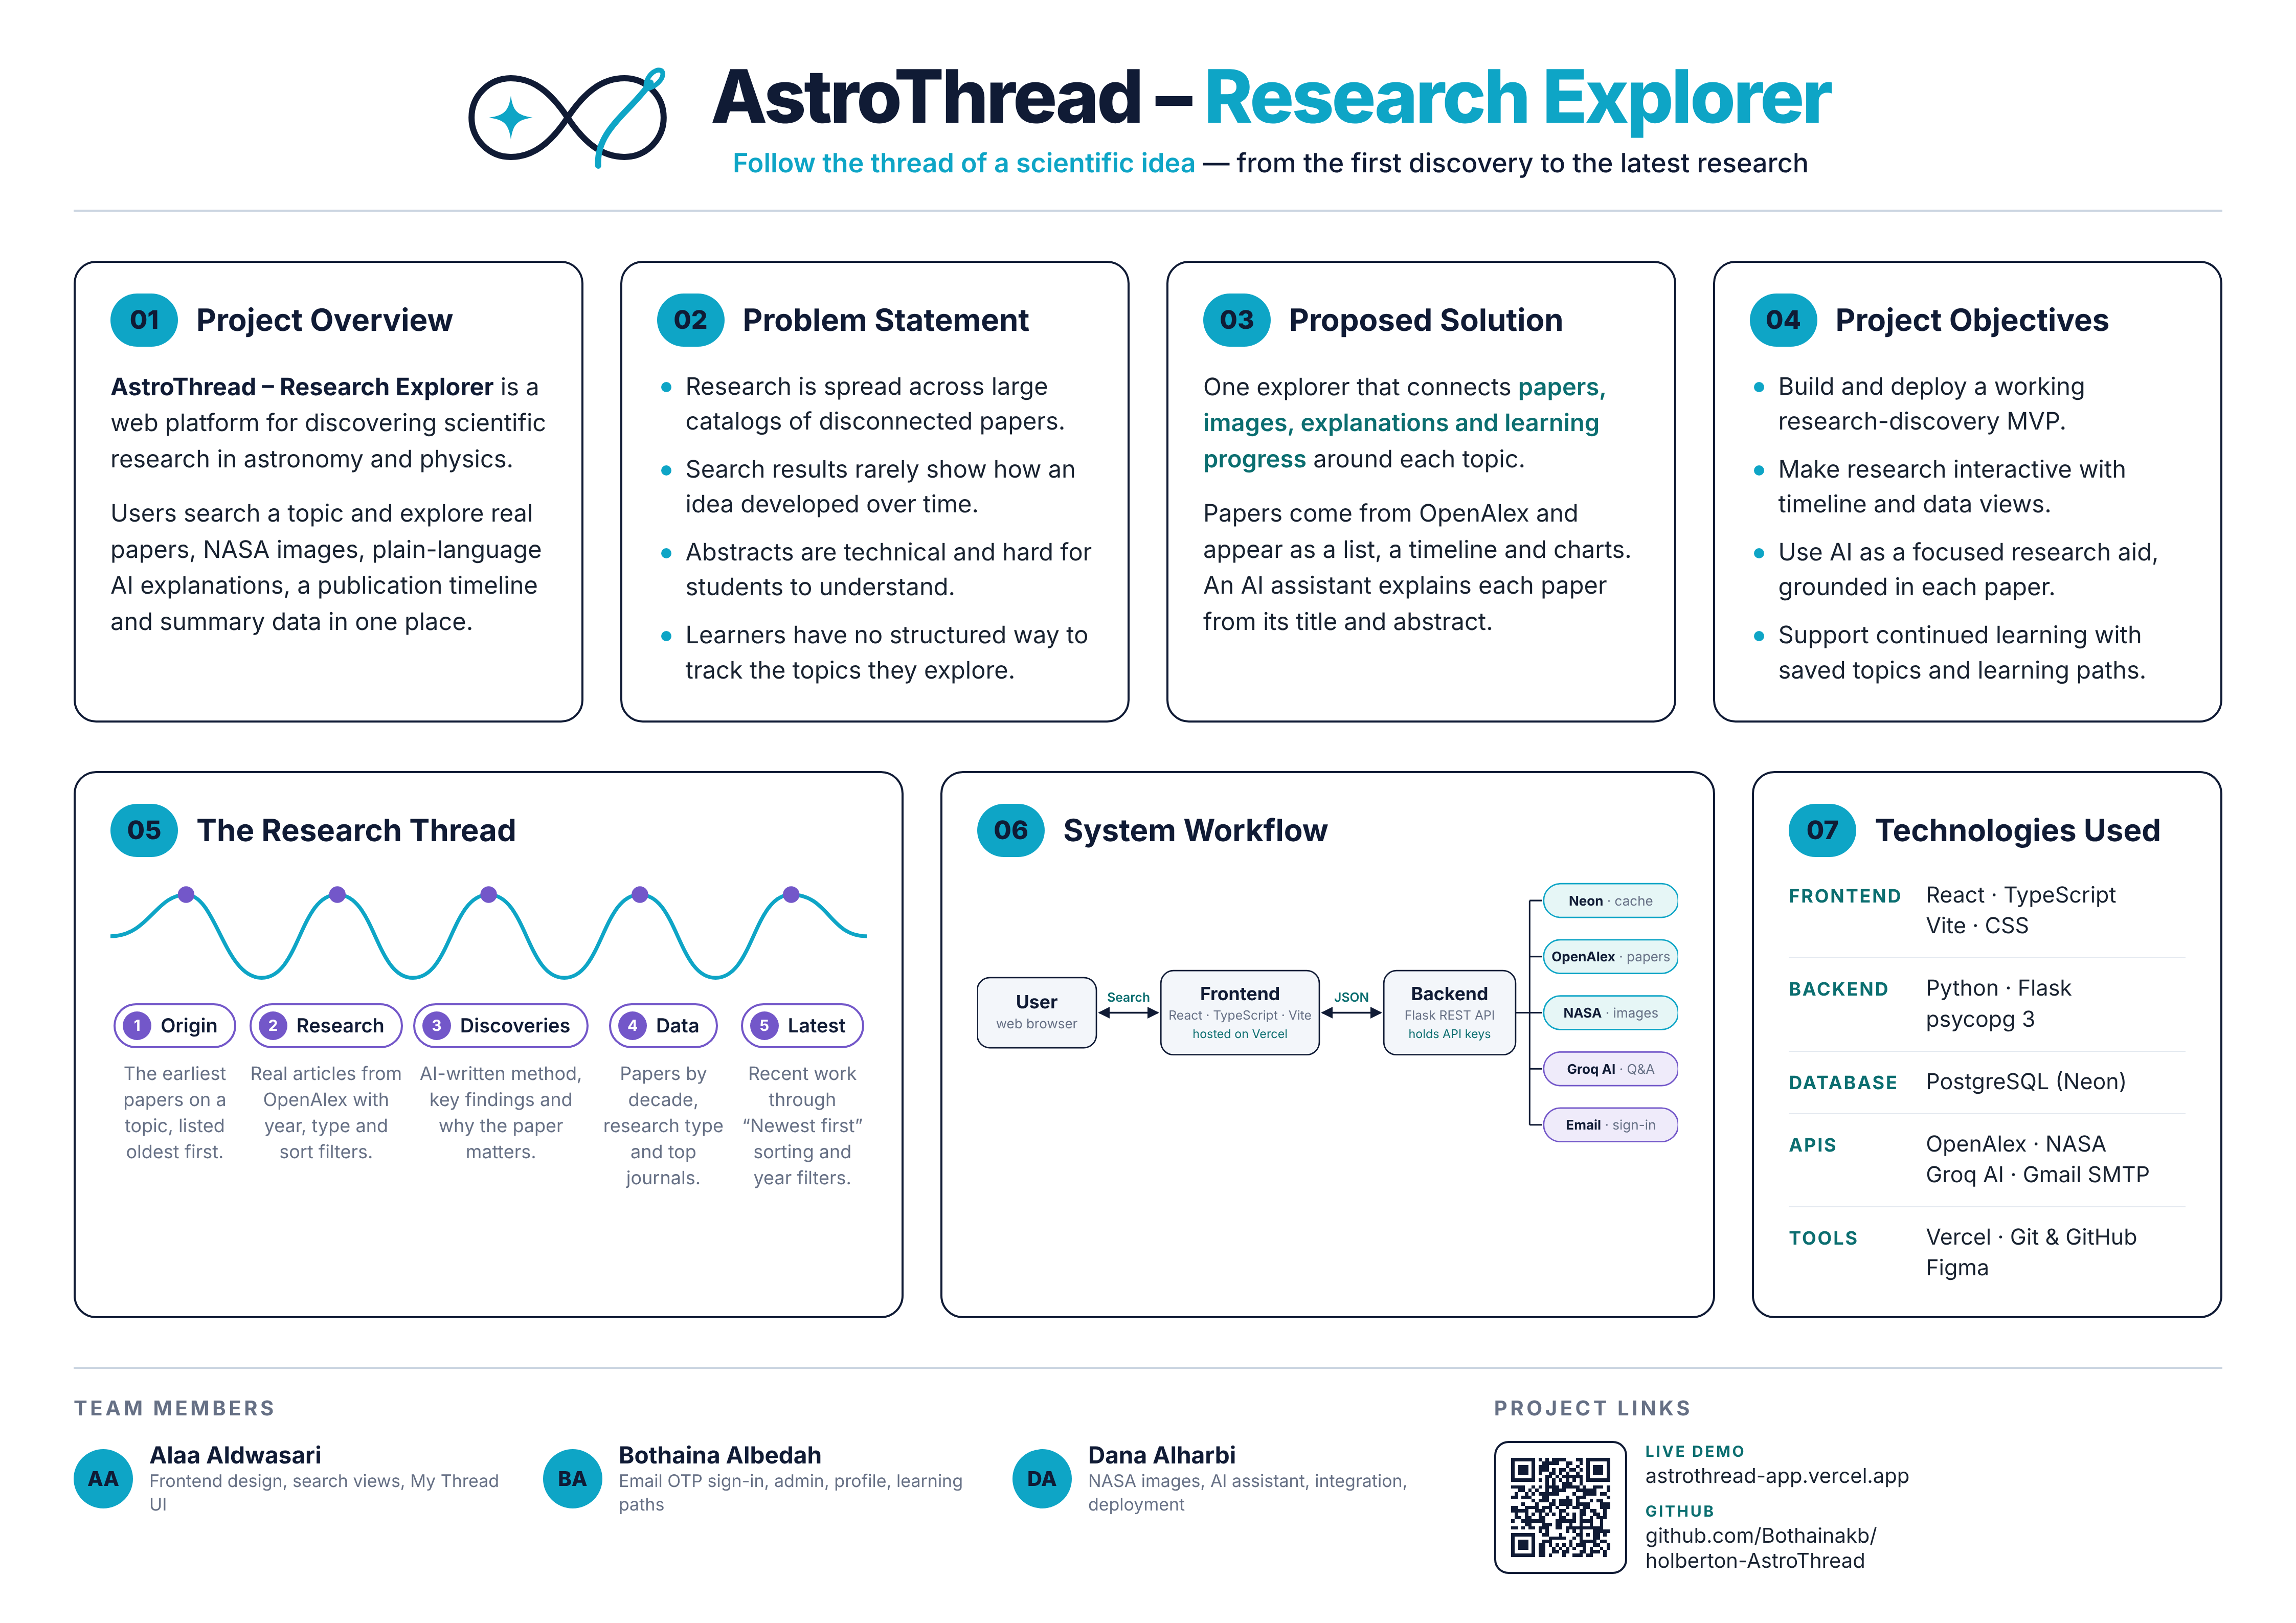 AstroThread – Research Explorer
Follow the thread of a scientific idea — from the first discovery to the latest research
01 Project Overview
AstroThread – Research Explorer is a
web platform for discovering scientific
research in astronomy and physics.
Users search a topic and explore real
papers, NASA images, plain-language
AI explanations, a publication timeline
and summary data in one place.
02 Problem Statement
Research is spread across large
catalogs of disconnected papers.
Search results rarely show how an
idea developed over time.
Abstracts are technical and hard for
students to understand.
Learners have no structured way to
track the topics they explore.
03 Proposed Solution
One explorer that connects papers,
images, explanations and learning
progress around each topic.
Papers come from OpenAlex and
appear as a list, a timeline and charts.
An AI assistant explains each paper
from its title and abstract.
04 Project Objectives
Build and deploy a working
research-discovery MVP.
Make research interactive with
timeline and data views.
Use AI as a focused research aid,
grounded in each paper.
Support continued learning with
saved topics and learning paths.
05 The Research Thread
1 Origin
The earliest
papers on a
topic, listed
oldest first.
2 Research
Real articles from
OpenAlex with
year, type and
sort filters.
3 Discoveries
AI-written method,
key findings and
why the paper
matters.
4 Data
Papers by
decade,
research type
and top
journals.
5 Latest
Recent work
through
“Newest first”
sorting and
year filters.
06 System Workflow
User
web browser
Search
Frontend
React · TypeScript · Vite
hosted on Vercel
JSON
Backend
Flask REST API
holds API keys
Neon · cache
OpenAlex · papers
NASA · images
Groq AI · Q&A
Email · sign-in
07 Technologies Used
FRONTEND React · TypeScript
Vite · CSS
BACKEND Python · Flask
psycopg 3
DATABASE PostgreSQL (Neon)
APIS OpenAlex · NASA
Groq AI · Gmail SMTP
TOOLS Vercel · Git & GitHub
Figma
TEAM MEMBERS
AA Alaa Aldwasari
Frontend design, search views, My Thread
UI
BA Bothaina Albedah
Email OTP sign-in, admin, profile, learning
paths
DA Dana Alharbi
NASA images, AI assistant, integration,
deployment
PROJECT LINKS
LIVE DEMO
astrothread-app.vercel.app
GITHUB
github.com/Bothainakb/
holberton-AstroThread